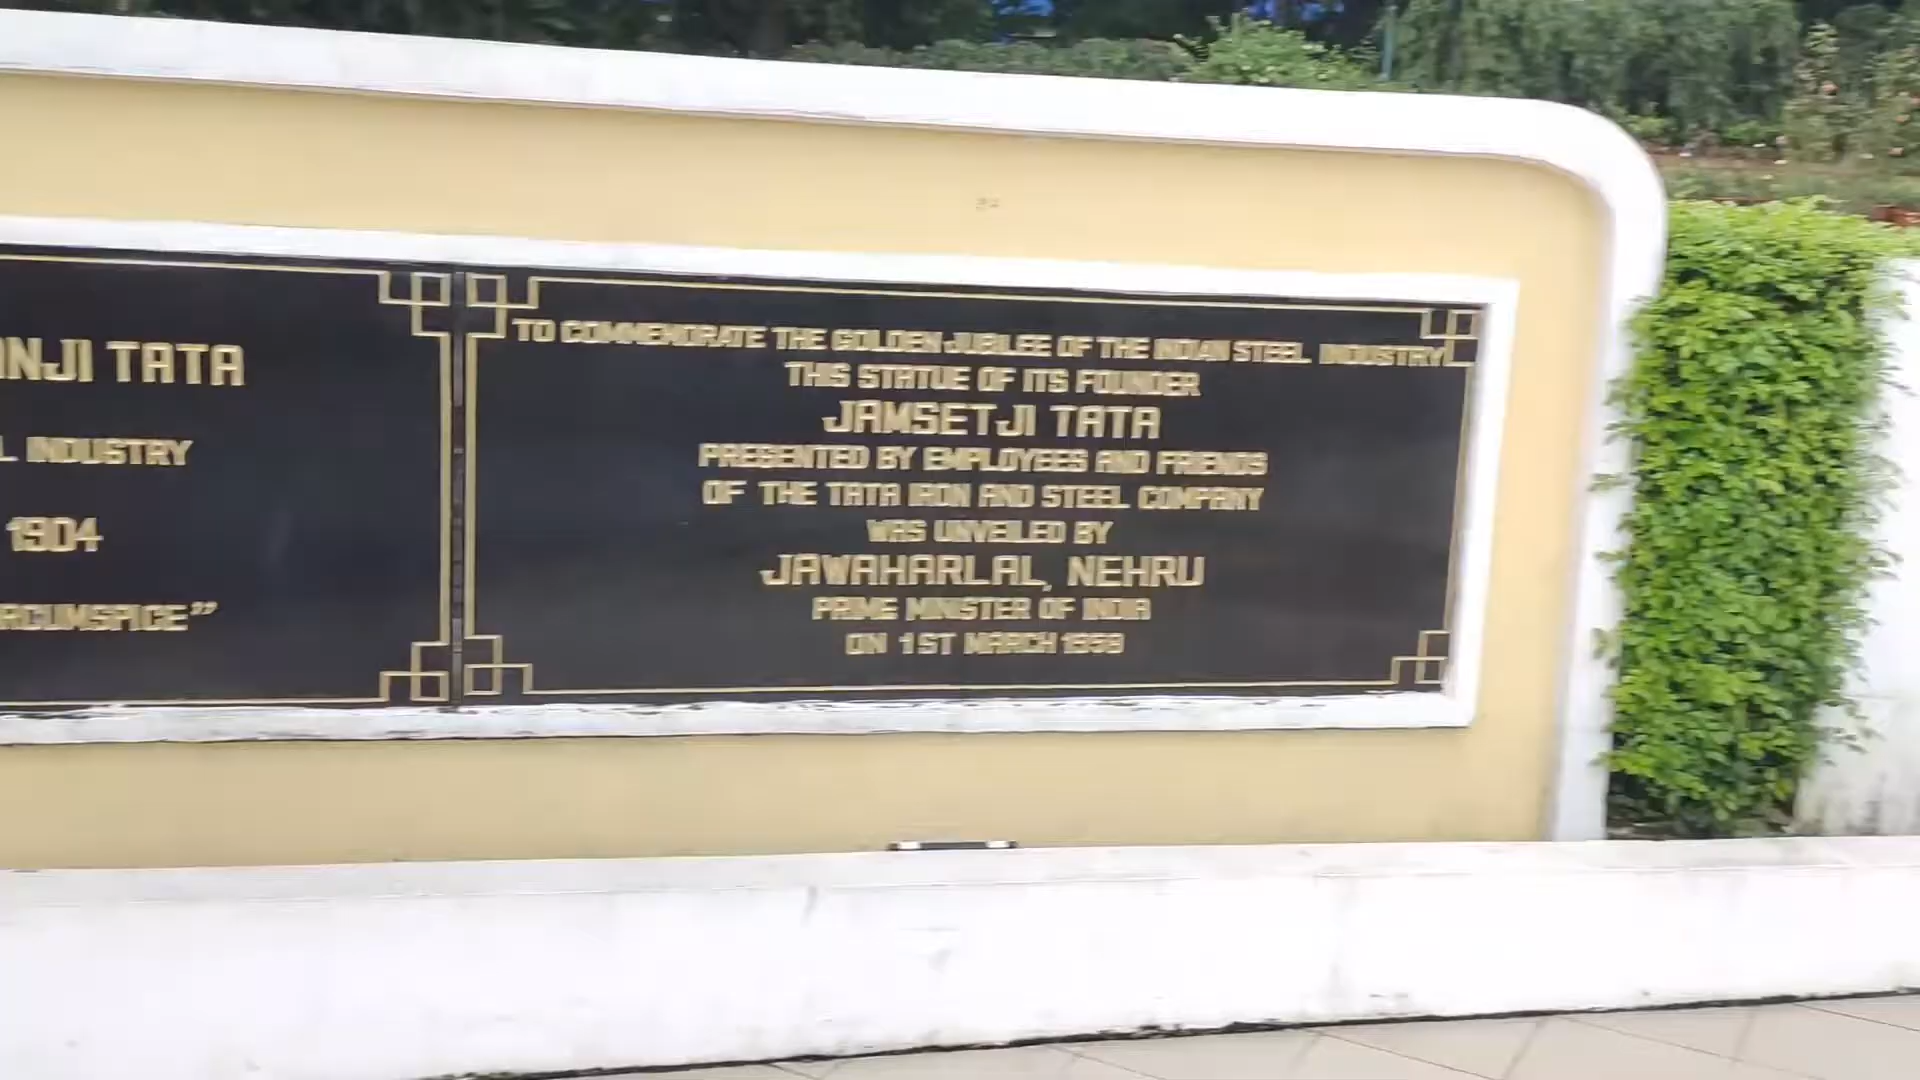 NJI TATA
L INDUSTRY
1904
RCUMSPICE”
TO COMMEMORATE THE GOLDEN JUBILEE OF THE INDIAN STEEL INDUSTRY
THIS STATUE OF ITS FOUNDER
JAMSETJI TATA
PRESENTED BY EMPLOYEES AND FRIENDS
OF THE TATA IRON AND STEEL COMPANY
WAS UNVEILED BY
JAWAHARLAL, NEHRU
PRIME MINISTER OF INDIA
ON 1ST MARCH 1958